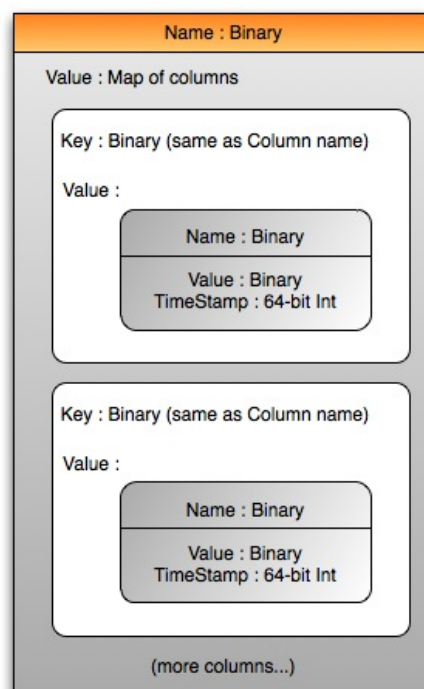 Name : Binary
Value : Map of columns
Key : Binary (same as Column name)
Value :
Name : Binary
Value : Binary
TimeStamp : 64-bit Int
Key : Binary (same as Column name)
Value :
Name : Binary
Value : Binary
TimeStamp : 64-bit Int
(more columns...)